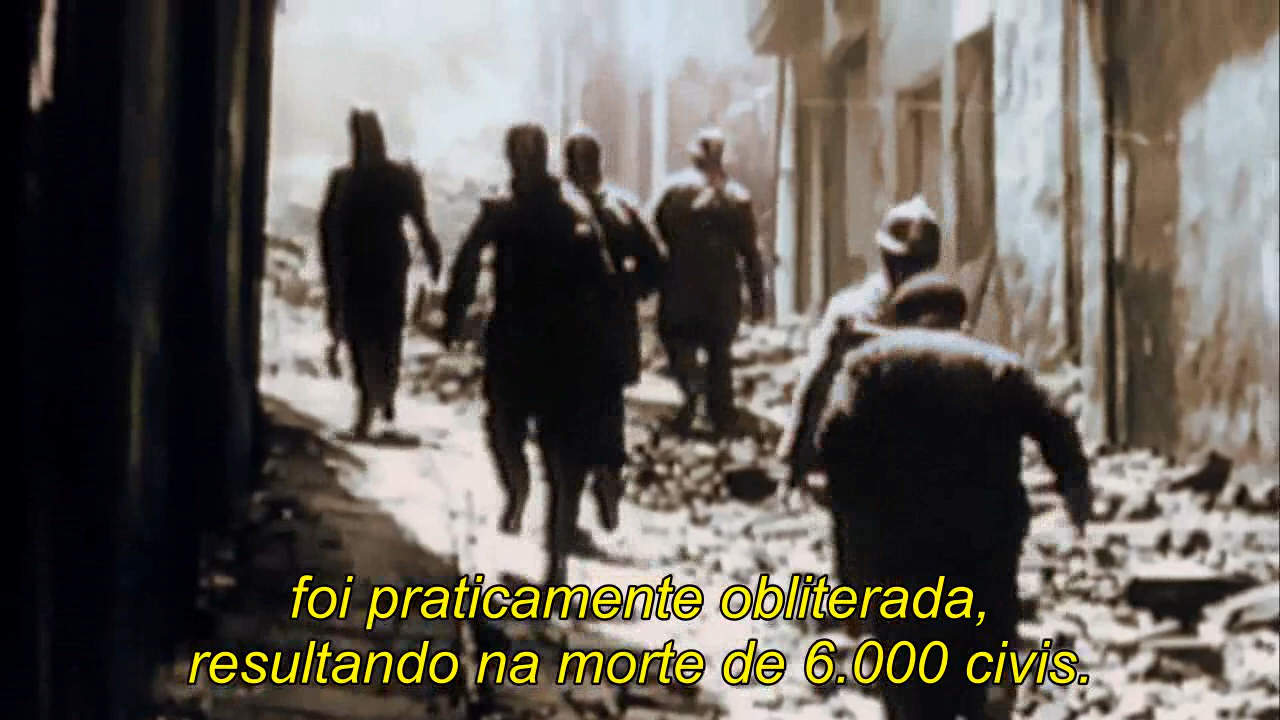 foi praticamente obliterada,
resultando na morte de 6.000 civis.